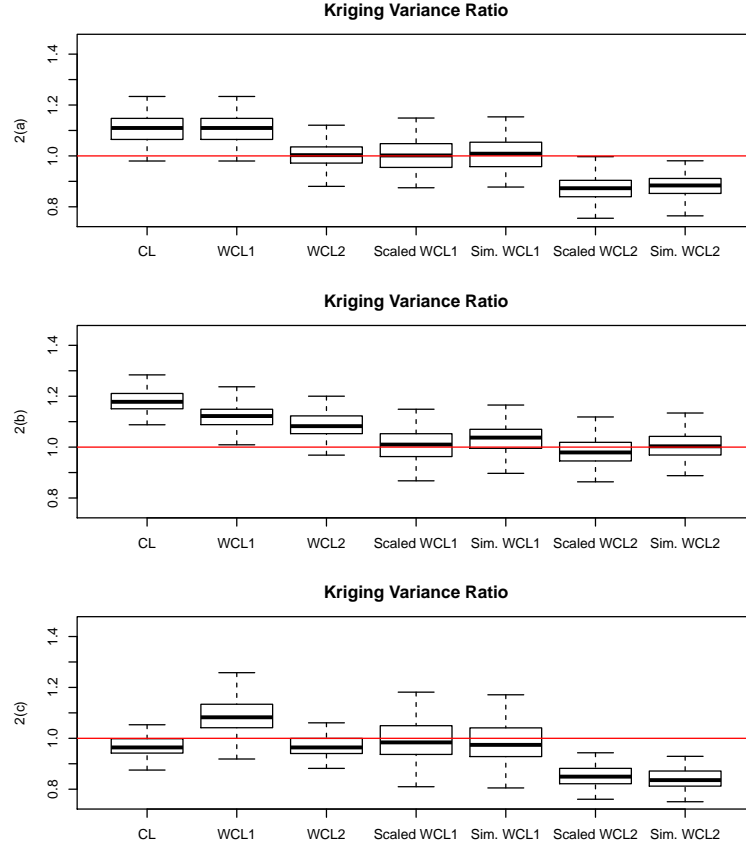 Kriging Variance Ratio
1.4
1.2
1.0
0.8
2(a)
CL WCL1 WCL2 Scaled WCL1 Sim. WCL1 Scaled WCL2 Sim. WCL2
Kriging Variance Ratio
1.4
1.2
1.0
0.8
2(b)
CL WCL1 WCL2 Scaled WCL1 Sim. WCL1 Scaled WCL2 Sim. WCL2
Kriging Variance Ratio
1.4
1.2
1.0
0.8
2(c)
CL WCL1 WCL2 Scaled WCL1 Sim. WCL1 Scaled WCL2 Sim. WCL2